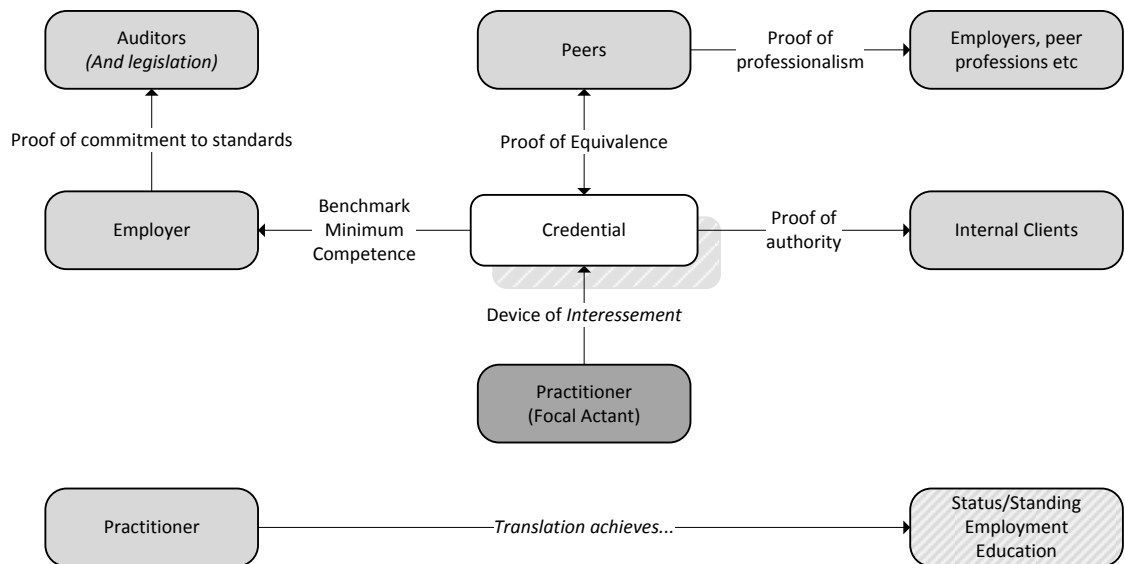 Auditors
(And legislation)
Peers
Proof of
professionalism
Employers, peer
professions etc
Proof of commitment to standards
Proof of Equivalence
Employer
Benchmark
Minimum
Competence
Credential
Proof of
authority
Internal Clients
Device of Interessement
Practitioner
(Focal Actant)
Practitioner
Translation achieves...
Status/Standing
Employment
Education